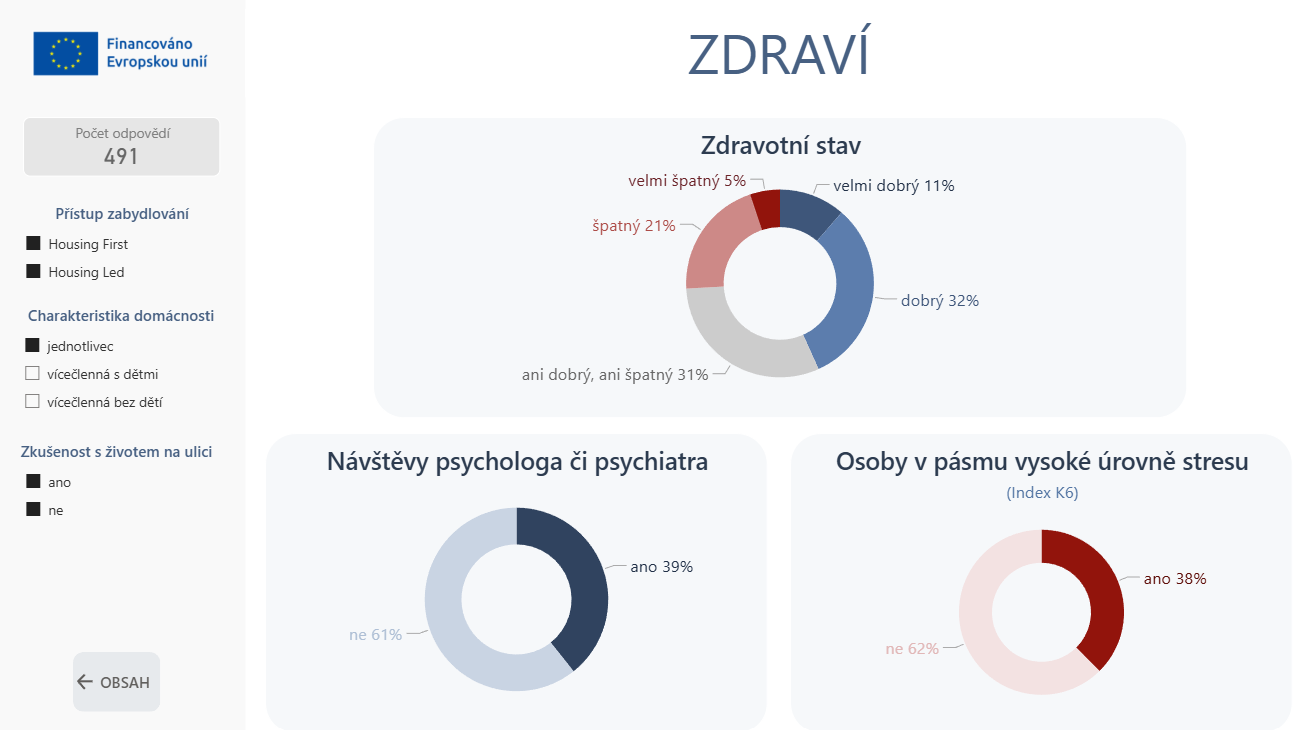 Financováno
Evropskou unií
Počet odpovědí
491
Přístup zabydlování
Housing First
Housing Led
Charakteristika domácnosti
jednotlivec
vícečlenná s dětmi
vícečlenná bez dětí
Zkušenost s životem na ulici
ano
ne
OBSAH
ZDRAVÍ
Zdravotní stav
velmi špatný 5%
velmi dobrý 11%
špatný 21%
dobrý 32%
ani dobrý, ani špatný 31%
Návštěvy psychologa či psychiatra
ano 39%
ne 61%
Osoby v pásmu vysoké úrovně stresu
(Index K6)
ano 38%
ne 62%